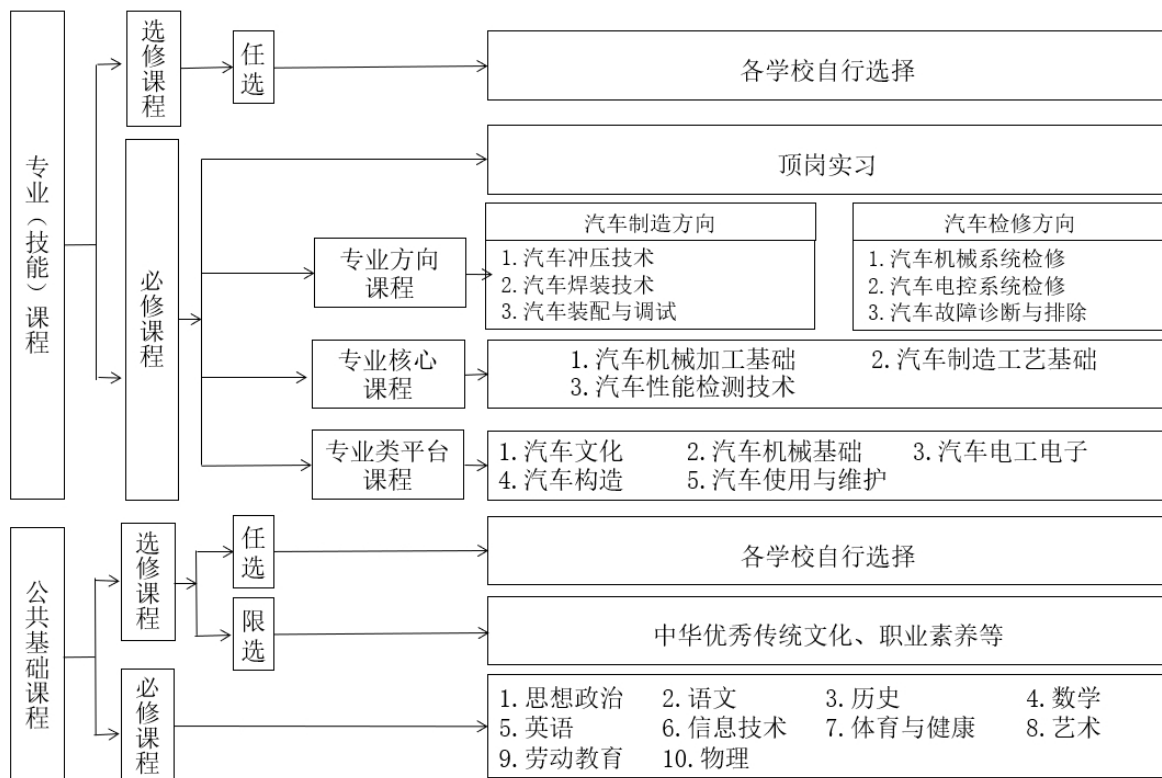 专业（技能）课程
选修课程
任选
各学校自行选择
必修课程
顶岗实习
专业方向
课程
汽车制造方向
1.汽车冲压技术
2.汽车焊装技术
3.汽车装配与调试
汽车检修方向
1.汽车机械系统检修
2.汽车电控系统检修
3.汽车故障诊断与排除
专业核心
课程
1.汽车机械加工基础 2.汽车制造工艺基础
3.汽车性能检测技术
专业类平台
课程
1.汽车文化 2.汽车机械基础 3.汽车电工电子
4.汽车构造 5.汽车使用与维护
公共基础课程
选修课程
任选
各学校自行选择
限选
中华优秀传统文化、职业素养等
必修课程
1.思想政治 2.语文 3.历史 4.数学
5.英语 6.信息技术 7.体育与健康 8.艺术
9.劳动教育 10.物理